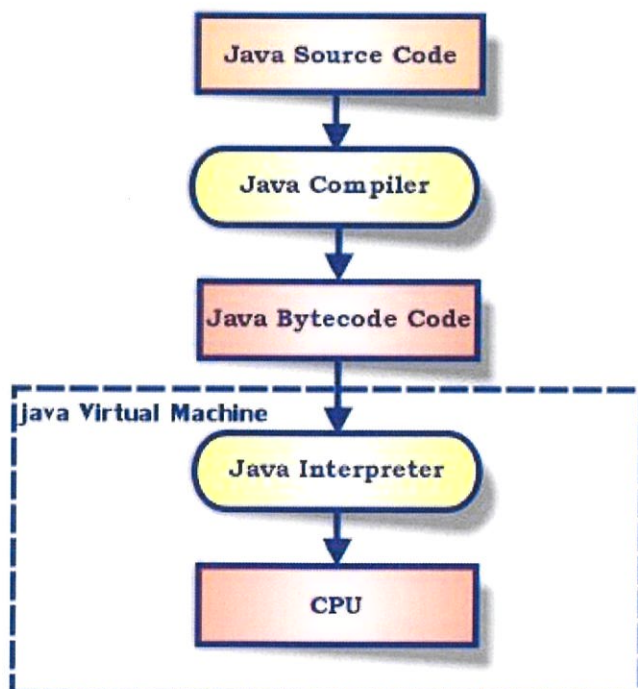 Java Source Code
Java Compiler
Java Bytecode Code
java Virtual Machine
Java Interpreter
CPU